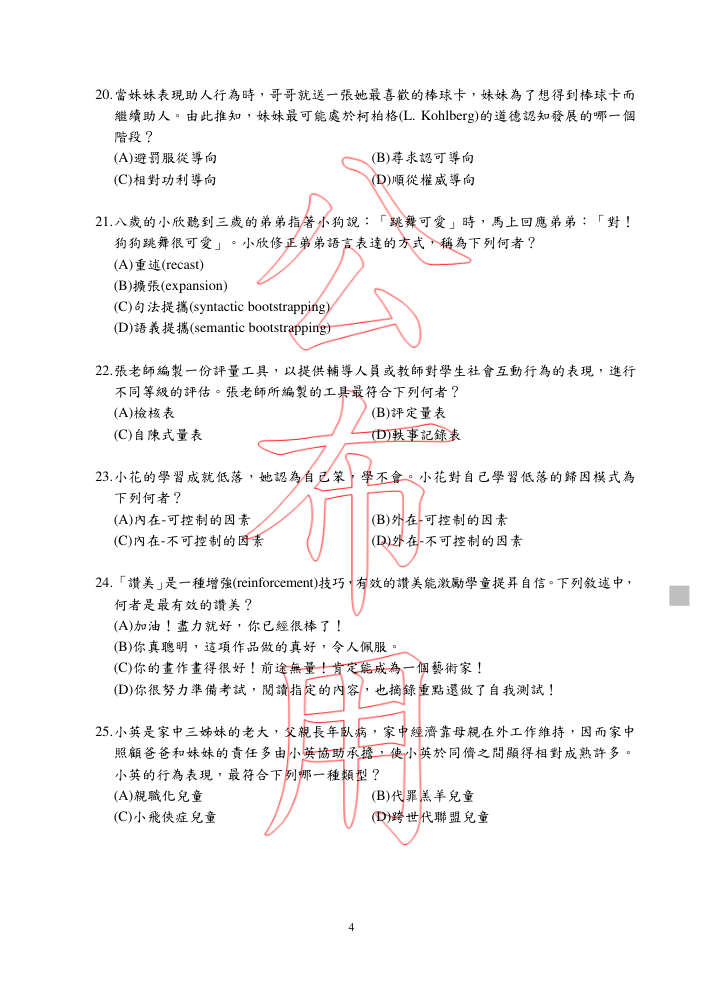 20.當妹妹表現助人行為時，哥哥就送一張她最喜歡的棒球卡，妹妹為了想得到棒球卡而
繼續助人。由此推知，妹妹最可能處於柯柏格(L. Kohlberg)的道德認知發展的哪一個
階段？
(A)避罰服從導向 (B)尋求認可導向
(C)相對功利導向 (D)順從權威導向
21.八歲的小欣聽到三歲的弟弟指著小狗說：「跳舞可愛」時，馬上回應弟弟：「對！
狗狗跳舞很可愛」。小欣修正弟弟語言表達的方式，稱為下列何者？
(A)重述(recast)
(B)擴張(expansion)
(C)句法提攜(syntactic bootstrapping)
(D)語義提攜(semantic bootstrapping)
22.張老師編製一份評量工具，以提供輔導人員或教師對學生社會互動行為的表現，進行
不同等級的評估。張老師所編製的工具最符合下列何者？
(A)檢核表 (B)評定量表
(C)自陳式量表 (D)軼事記錄表
23.小花的學習成就低落，她認為自己笨，學不會。小花對自己學習低落的歸因模式為
下列何者？
(A)內在-可控制的因素 (B)外在-可控制的因素
(C)內在-不可控制的因素 (D)外在-不可控制的因素
24.「讚美」是一種增強(reinforcement)技巧，有效的讚美能激勵學童提昇自信。下列敘述中，
何者是最有效的讚美？
(A)加油！盡力就好，你已經很棒了！
(B)你真聰明，這項作品做的真好，令人佩服。
(C)你的畫作畫得很好！前途無量！肯定能成為一個藝術家！
(D)你很努力準備考試，閱讀指定的內容，也摘錄重點還做了自我測試！
25.小英是家中三姊妹的老大，父親長年臥病，家中經濟靠母親在外工作維持，因而家中
照顧爸爸和妹妹的責任多由小英協助承擔，使小英於同儕之間顯得相對成熟許多。
小英的行為表現，最符合下列哪一種類型？
(A)親職化兒童 (B)代罪羔羊兒童
(C)小飛俠症兒童 (D)跨世代聯盟兒童
公
布
用
4